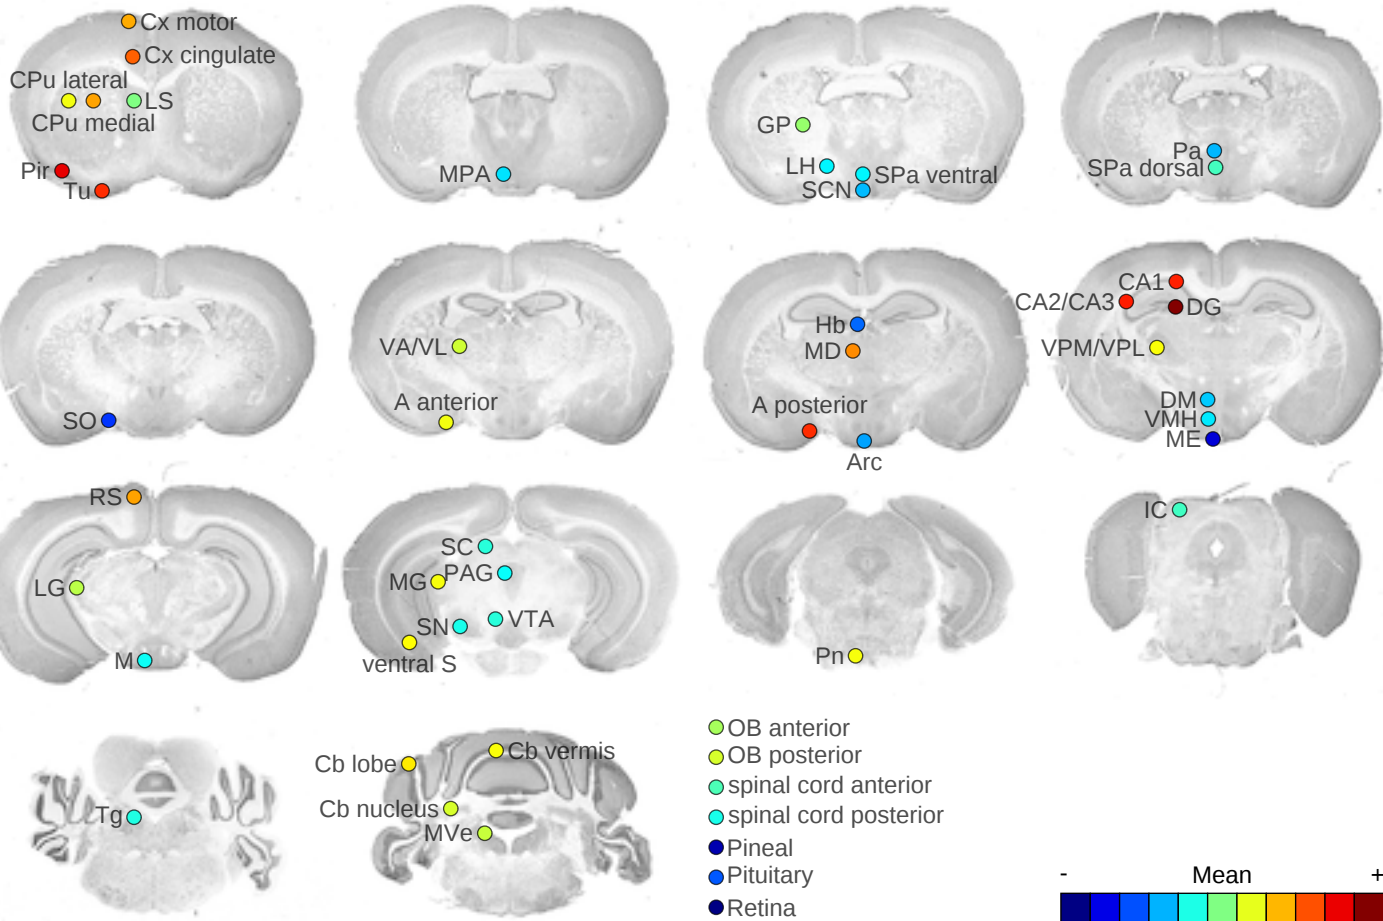 Cx motor
Cx cingulate
CPu lateral
LS
CPu medial
Pir
Tu
MPA
GP
LH
SPa ventral
SCN
Pa
SPa dorsal
SO
VA/VL
A anterior
Hb
MD
A posterior
Arc
CA1
CA2/CA3
DG
VPM/VPL
DM
VMH
ME
RS
LG
M
SC
MG
PAG
SN
VTA
ventral S
Pn
IC
Tg
Cb lobe
Cb vermis
Cb nucleus
MVe
OB anterior
OB posterior
spinal cord anterior
spinal cord posterior
Pineal
Pituitary
Retina
- Mean +